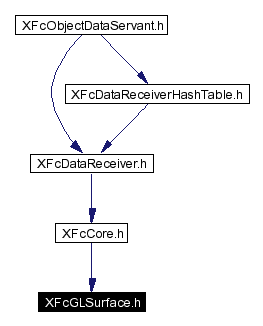 XFcObjectDataServant.h
XFcDataReceiverHashTable.h
XFcDataReceiver.h
XFcCore.h
XFcGLSurface.h